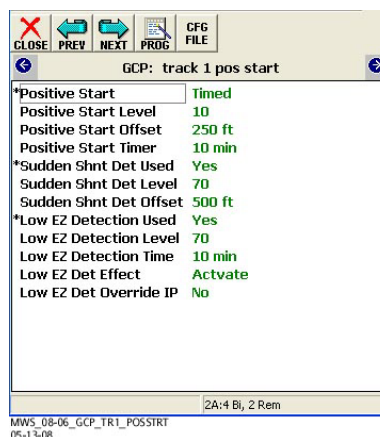 CLOSE PREV NEXT PROG CFG FILE
GCP: track 1 pos start
*Positive Start Timed
Positive Start Level 10
Positive Start Offset 250 ft
Positive Start Timer 10 min
*Sudden Shnt Det Used Yes
Sudden Shnt Det Level 70
Sudden Shnt Det Offset 500 ft
*Low EZ Detection Used Yes
Low EZ Detection Level 70
Low EZ Detection Time 10 min
Low EZ Det Effect Actvate
Low EZ Det Override IP No
2A:4 Bi, 2 Rem
MWS_08-06_GCP_TR1_POSSTRT
05-13-08